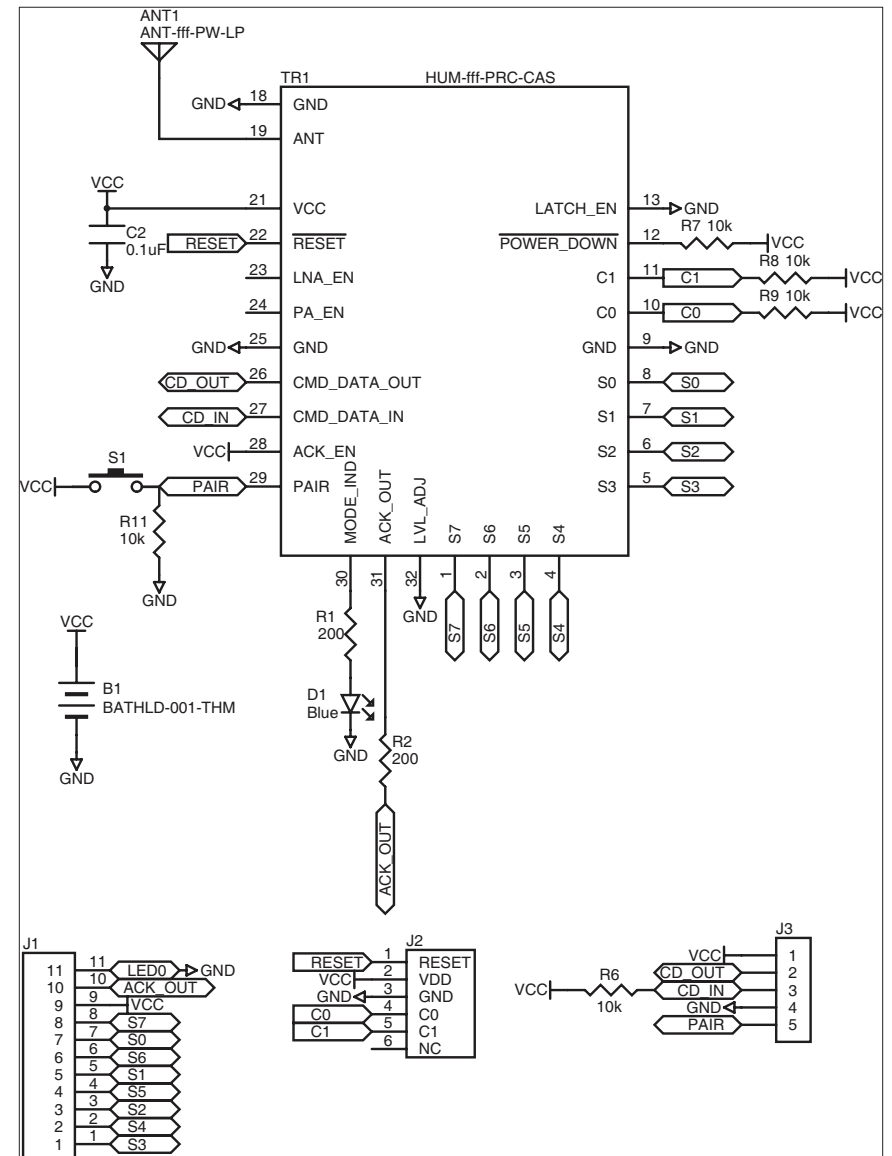 ANT1
ANT-fff-PW-LP
TR1 HUM-fff-PRC-CAS
GND 18 GND
19 ANT
VCC
21 VCC
C2
0.1uF
GND
RESET 22 RESET
23 LNA_EN
24 PA_EN
GND 25 GND
CD_OUT 26 CMD_DATA_OUT
CD_IN 27 CMD_DATA_IN
VCC 28 ACK_EN
S1
VCC PAIR 29 PAIR
R11
10k
GND
LATCH_EN 13 GND
POWER_DOWN 12 R7 10k VCC
C1 11 C1 R8 10k VCC
C0 10 C0 R9 10k VCC
GND 9 GND
S0 8 S0
S1 7 S1
S2 6 S2
S3 5 S3
MODE_IND 30
ACK_OUT 31
LVL_ADJ 32 GND
S7 1 S7
S6 2 S6
S5 3 S5
S4 4 S4
R1
200
D1
Blue
GND
R2
200
ACK_OUT
VCC
B1
BATHLD-001-THM
GND
J1
11 11 LED0 GND
10 10 ACK_OUT
9 9 VCC
8 8 S7
7 7 S0
6 6 S6
5 5 S1
4 4 S5
3 3 S2
2 2 S4
1 1 S3
J2
RESET 1 RESET
VCC 2 VDD
GND 3 GND
C0 4 C0
C1 5 C1
6 NC
J3
VCC 1
CD_OUT 2
VCC R6 10k CD_IN 3
GND 4
PAIR 5